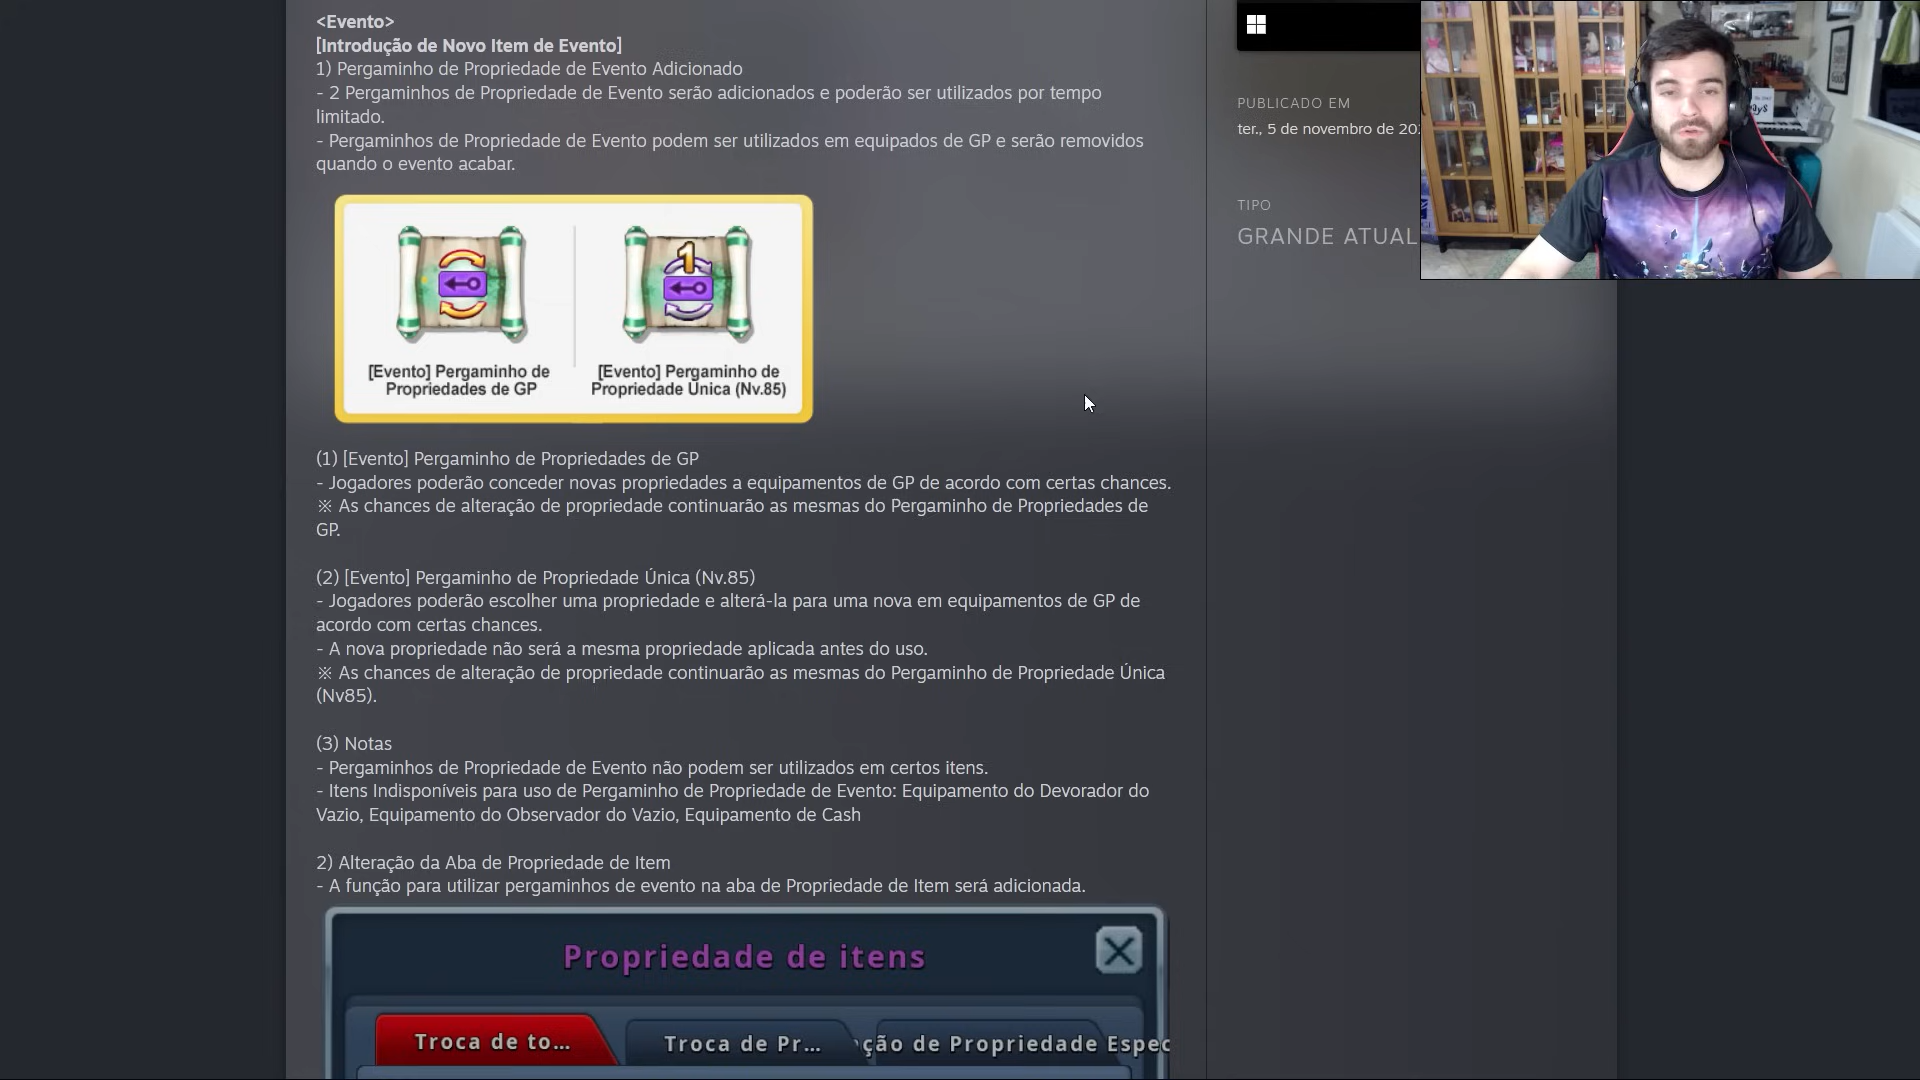 <Evento>
[Introdução de Novo Item de Evento]
1) Pergaminho de Propriedade de Evento Adicionado
- 2 Pergaminhos de Propriedade de Evento serão adicionados e poderão ser utilizados por tempo
limitado.
- Pergaminhos de Propriedade de Evento podem ser utilizados em equipados de GP e serão removidos
quando o evento acabar.
[Evento] Pergaminho de
Propriedades de GP
1
[Evento] Pergaminho de
Propriedade Única (Nv.85)
(1) [Evento] Pergaminho de Propriedades de GP
- Jogadores poderão conceder novas propriedades a equipamentos de GP de acordo com certas chances.
※ As chances de alteração de propriedade continuarão as mesmas do Pergaminho de Propriedades de
GP.
(2) [Evento] Pergaminho de Propriedade Única (Nv.85)
- Jogadores poderão escolher uma propriedade e alterá-la para uma nova em equipamentos de GP de
acordo com certas chances.
- A nova propriedade não será a mesma propriedade aplicada antes do uso.
※ As chances de alteração de propriedade continuarão as mesmas do Pergaminho de Propriedade Única
(Nv85).
(3) Notas
- Pergaminhos de Propriedade de Evento não podem ser utilizados em certos itens.
- Itens Indisponíveis para uso de Pergaminho de Propriedade de Evento: Equipamento do Devorador do
Vazio, Equipamento do Observador do Vazio, Equipamento de Cash
2) Alteração da Aba de Propriedade de Item
- A função para utilizar pergaminhos de evento na aba de Propriedade de Item será adicionada.
Propriedade de itens
Troca de to...
Troca de Pr...
ção de Propriedade Espec
PUBLICADO EM
ter., 5 de novembro de 20
TIPO
GRANDE ATUAL